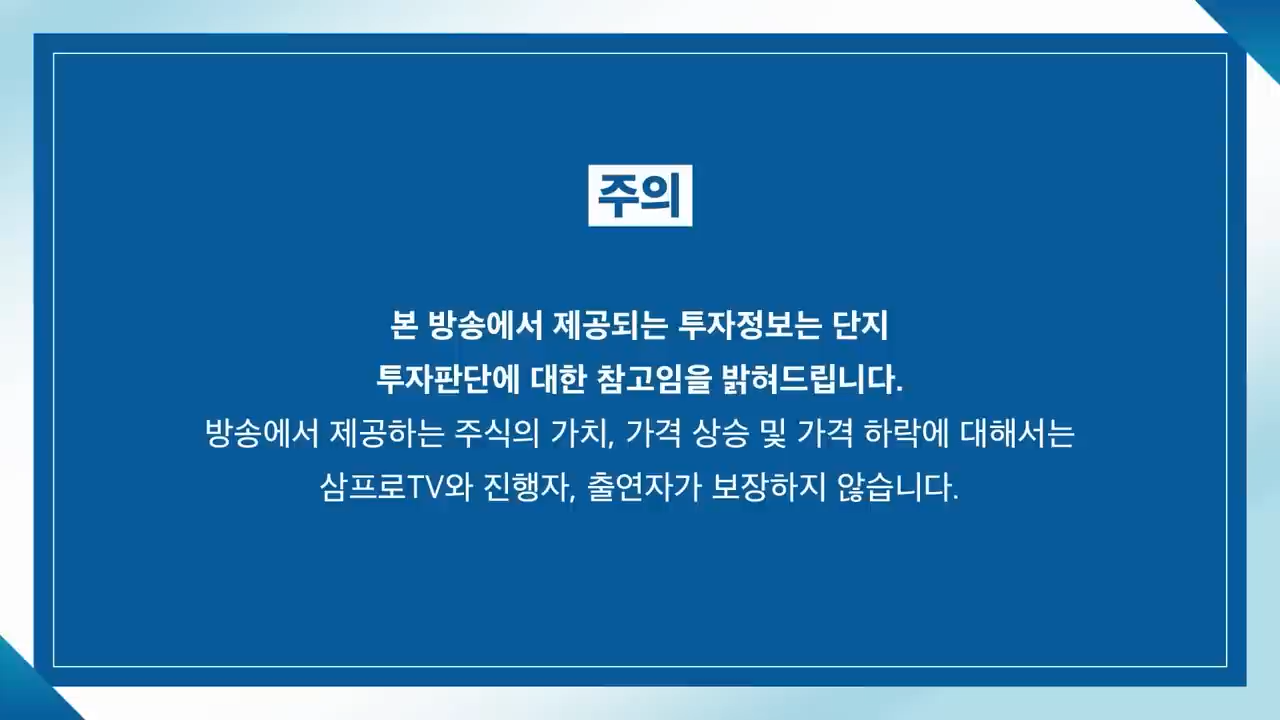 주의
본 방송에서 제공되는 투자정보는 단지
투자판단에 대한 참고임을 밝혀드립니다.
방송에서 제공하는 주식의 가치, 가격 상승 및 가격 하락에 대해서는
삼프로TV와 진행자, 출연자가 보장하지 않습니다.